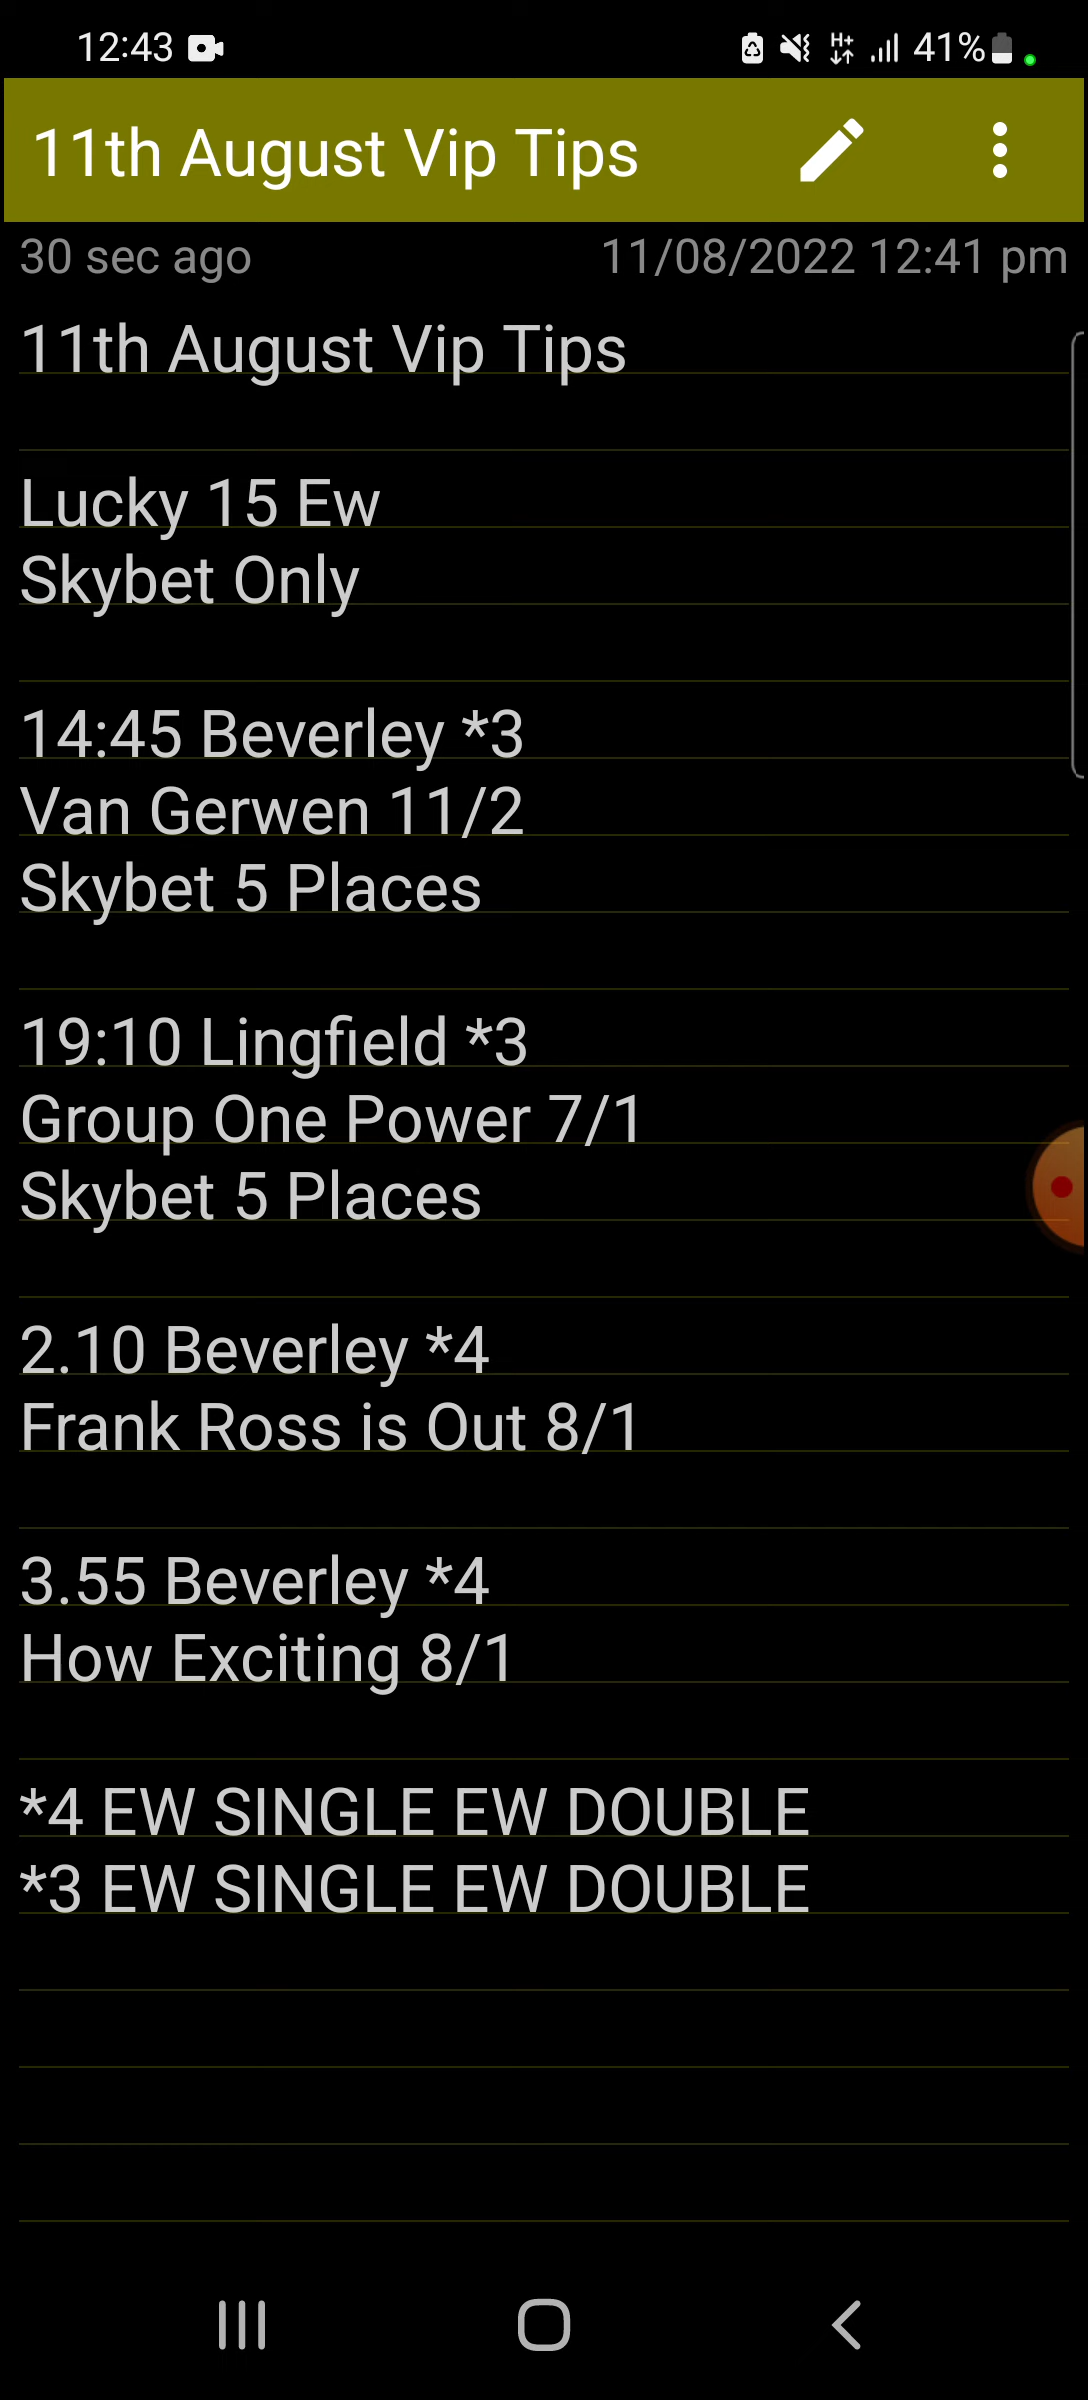 12:43
H+
41%
11th August Vip Tips
30 sec ago 11/08/2022 12:41 pm
11th August Vip Tips
Lucky 15 Ew
Skybet Only
14:45 Beverley *3
Van Gerwen 11/2
Skybet 5 Places
19:10 Lingfield *3
Group One Power 7/1
Skybet 5 Places
2.10 Beverley *4
Frank Ross is Out 8/1
3.55 Beverley *4
How Exciting 8/1
*4 EW SINGLE EW DOUBLE
*3 EW SINGLE EW DOUBLE